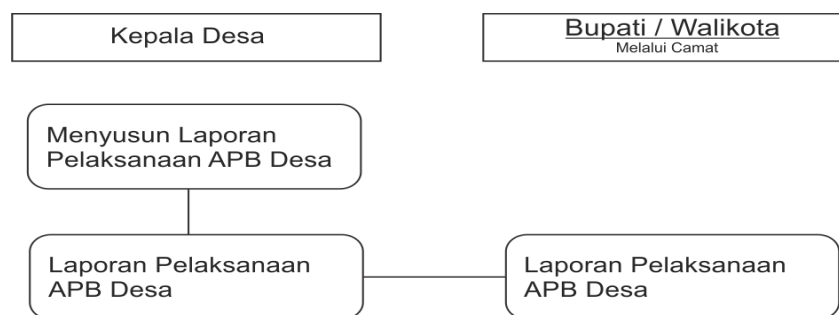 Kepala Desa
Bupati / Walikota
Melalui Camat
Menyusun Laporan
Pelaksanaan APB Desa
Laporan Pelaksanaan
APB Desa
Laporan Pelaksanaan
APB Desa